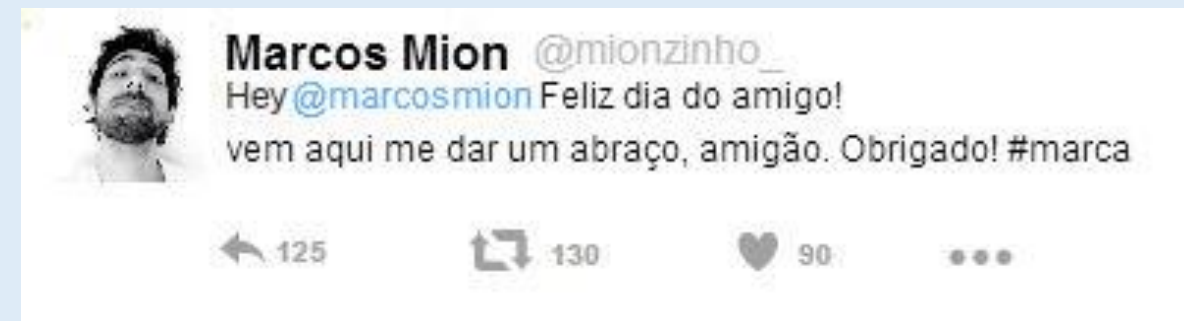 Marcos Mion @mionzinho_
Hey @marcosmion Feliz dia do amigo!
vem aqui me dar um abraço, amigão. Obrigado! #marca
125 130 90